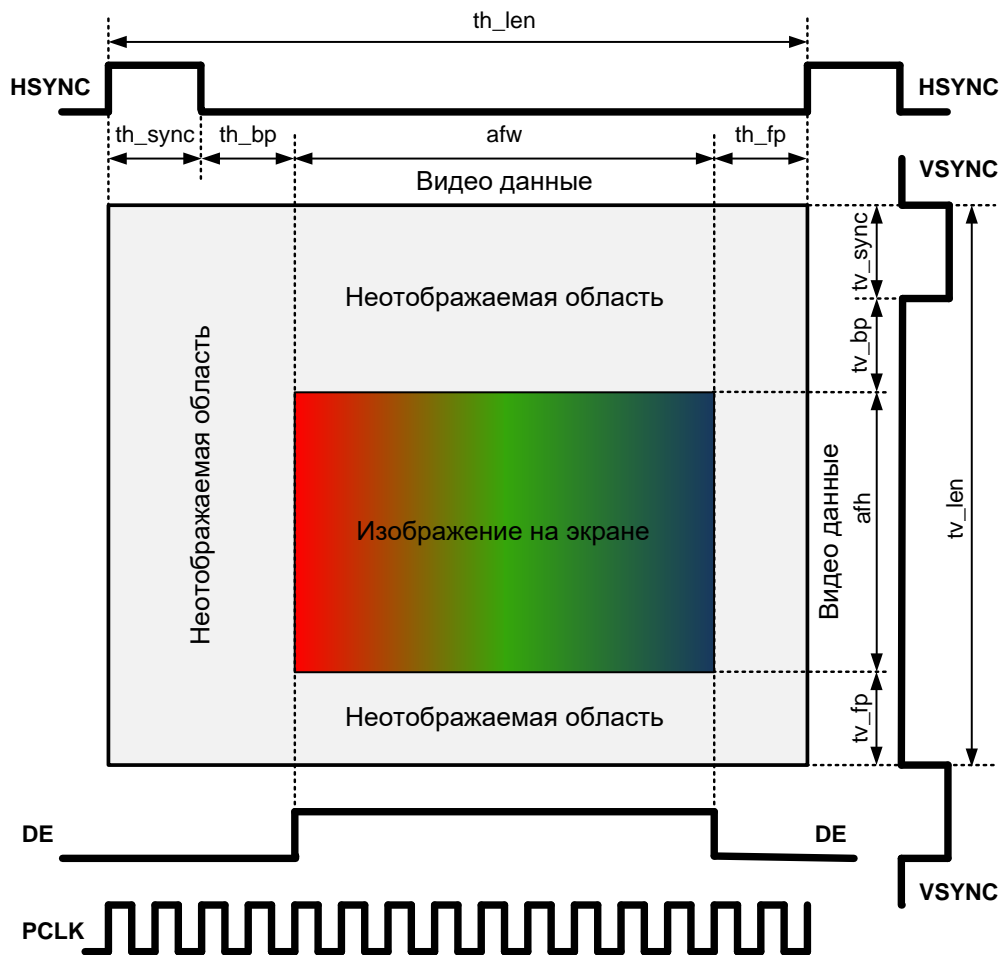 th_len
HSYNC
HSYNC
th_sync
th_bp
afw
th_fp
VSYNC
Видео данные
tv_sync
Неотображаемая область
tv_bp
Неотображаемая область
Видео данные
afh
tv_len
Изображение на экране
Неотображаемая область
tv_fp
DE
DE
VSYNC
PCLK